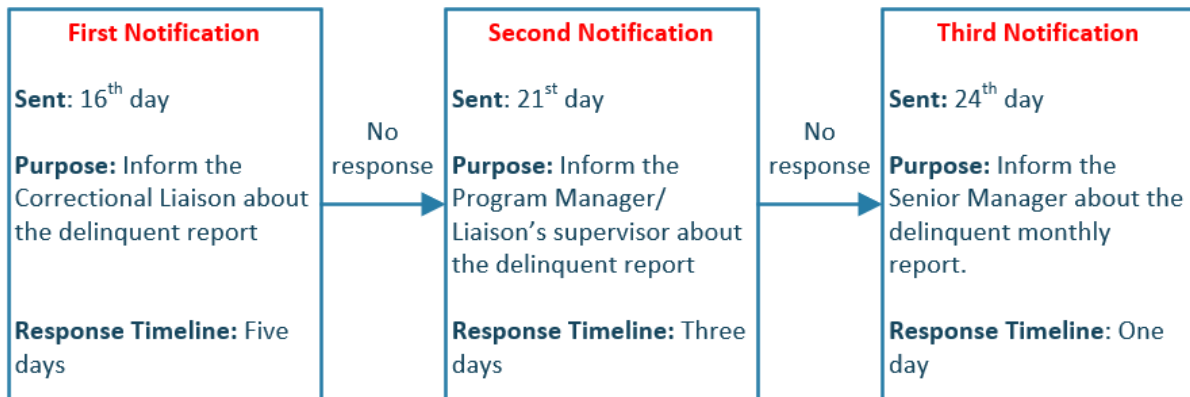 First Notification
Sent: 16th day
Purpose: Inform the
Correctional Liaison about
the delinquent report
Response Timeline: Five
days
No
response
Second Notification
Sent: 21st day
Purpose: Inform the
Program Manager/
Liaison's supervisor about
the delinquent report
Response Timeline: Three
days
No
response
Third Notification
Sent: 24th day
Purpose: Inform the
Senior Manager about the
delinquent monthly
report.
Response Timeline: One
day